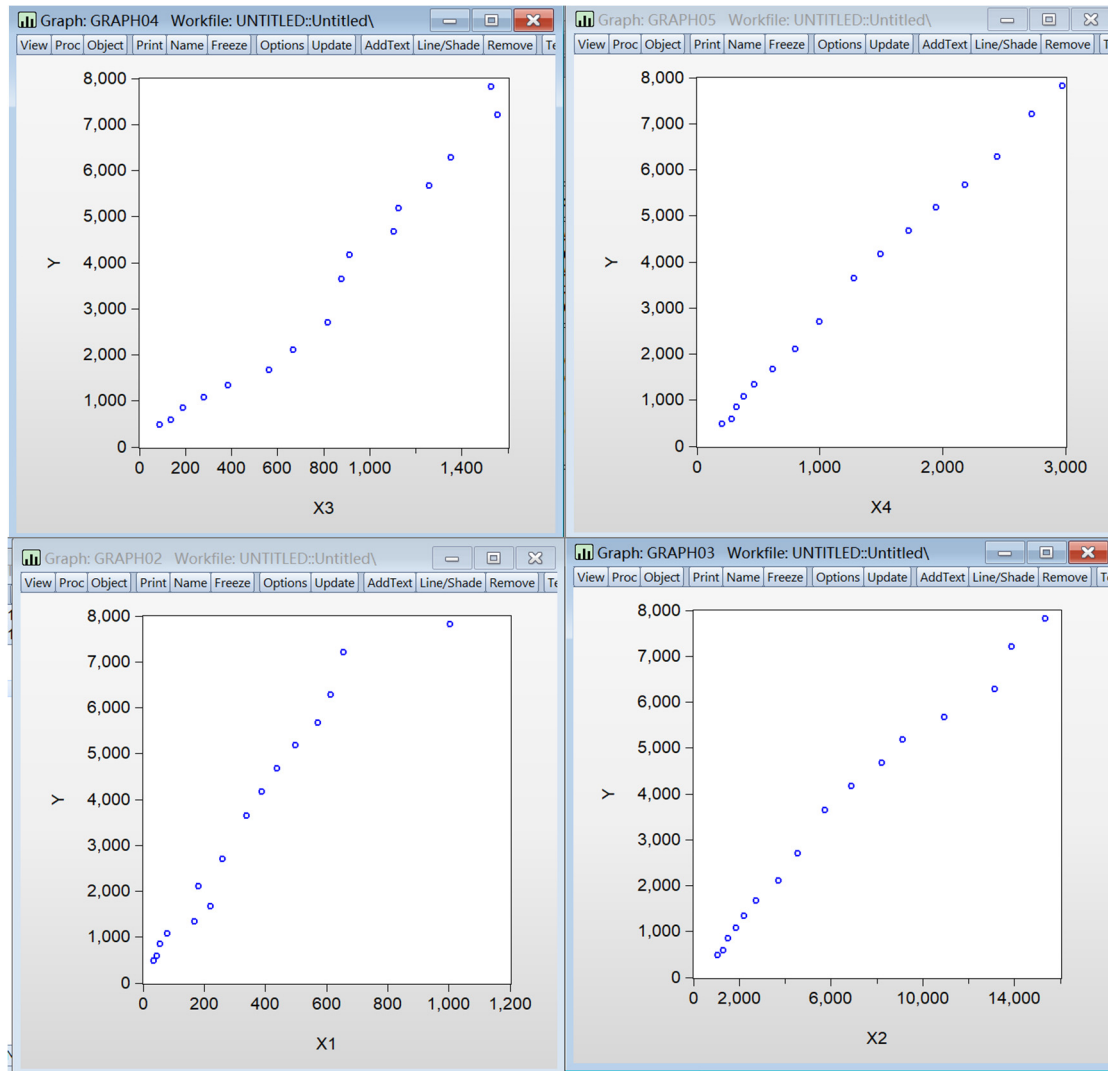 Graph: GRAPH04 Workfile: UNTITLED::Untitled\
View Proc Object Print Name Freeze Options Update AddText Line/Shade Remove Te
8,000
7,000
6,000
5,000
4,000
3,000
2,000
1,000
0
Y
0 200 400 600 800 1,000 1,400
X3
Graph: GRAPH05 Workfile: UNTITLED::Untitled\
View Proc Object Print Name Freeze Options Update AddText Line/Shade Remove T
8,000
7,000
6,000
5,000
4,000
3,000
2,000
1,000
0
Y
0 1,000 2,000 3,000
X4
Graph: GRAPH02 Workfile: UNTITLED::Untitled\
View Proc Object Print Name Freeze Options Update AddText Line/Shade Remove Te
8,000
7,000
6,000
5,000
4,000
3,000
2,000
1,000
0
Y
0 200 400 600 800 1,000 1,200
X1
Graph: GRAPH03 Workfile: UNTITLED::Untitled\
View Proc Object Print Name Freeze Options Update AddText Line/Shade Remove T
8,000
7,000
6,000
5,000
4,000
3,000
2,000
1,000
0
Y
0 2,000 6,000 10,000 14,000
X2